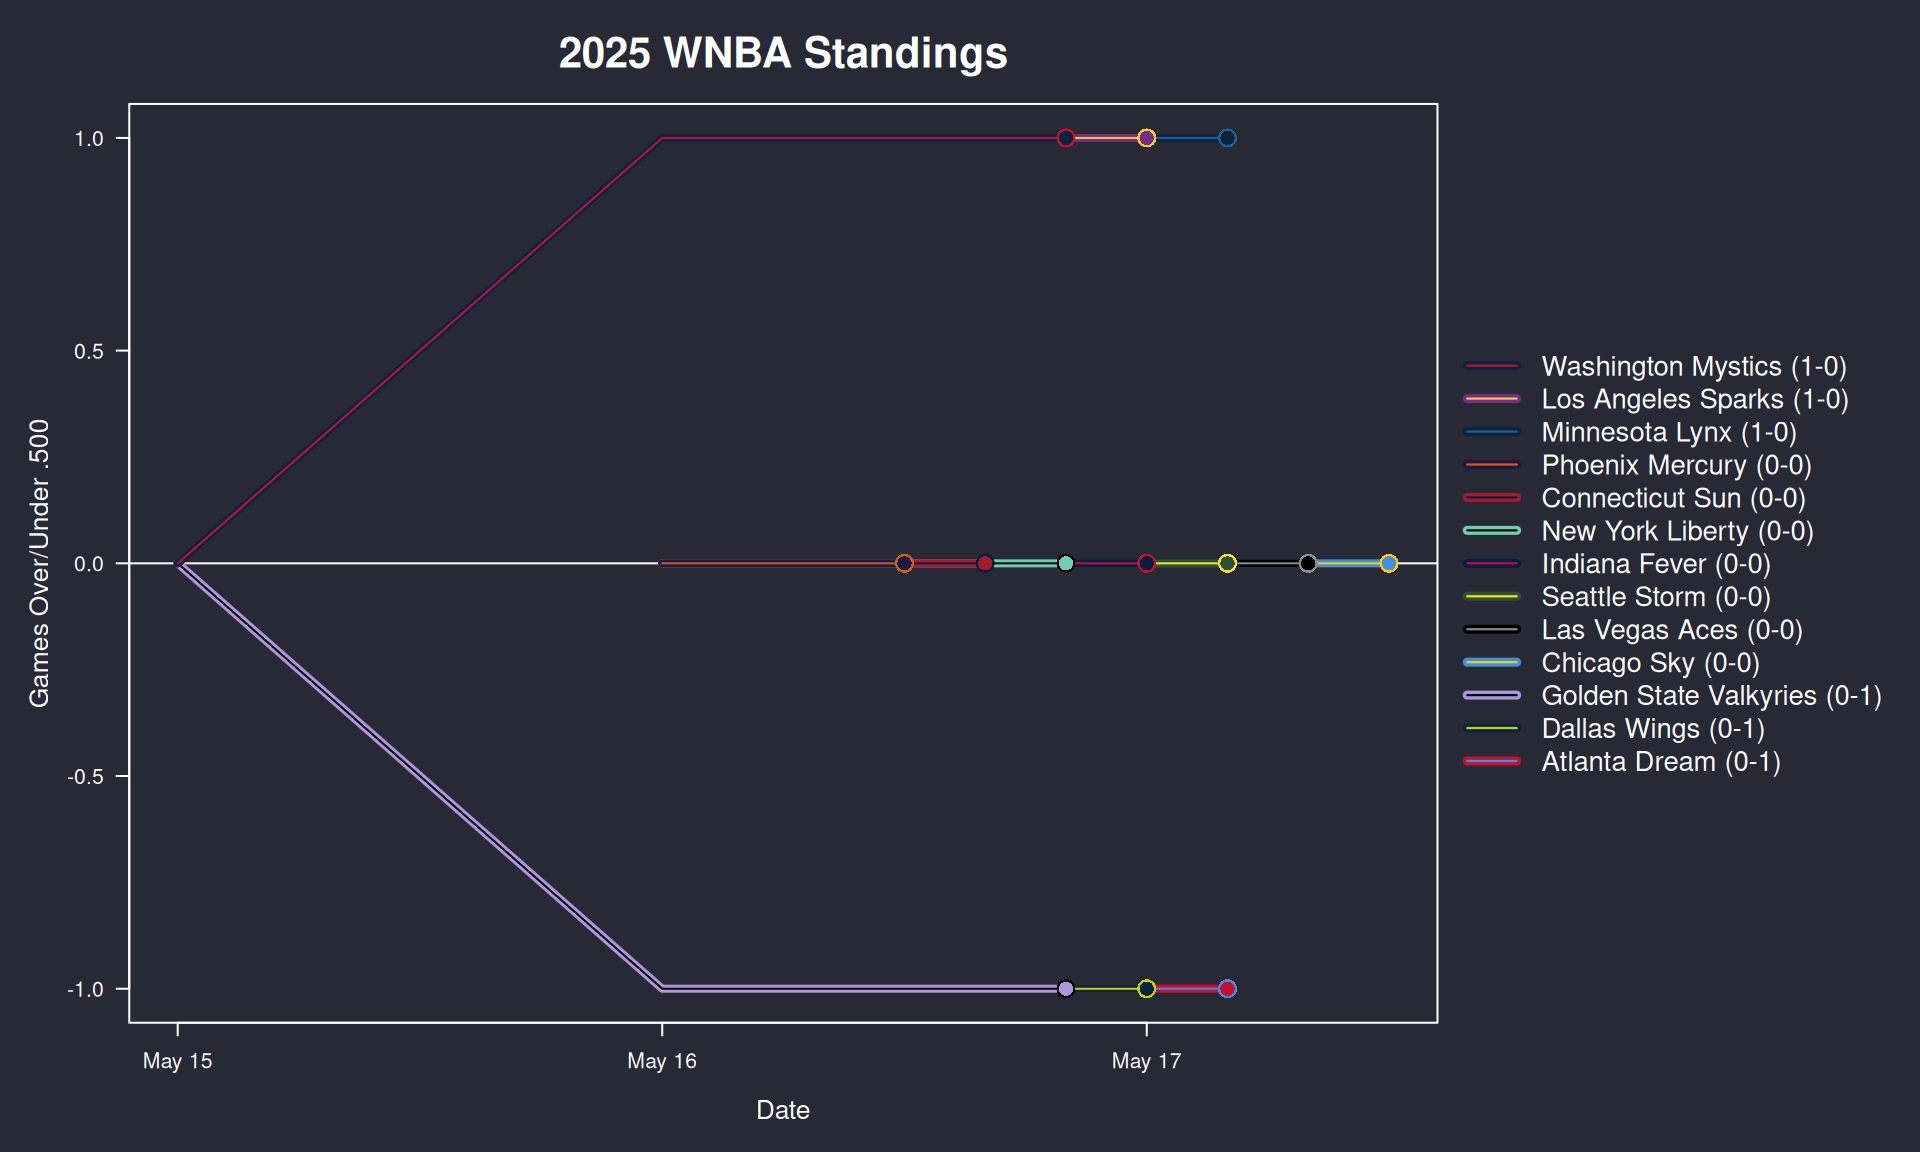 2025 WNBA Standings
Games Over/Under .500
1.0
0.5
0.0
-0.5
-1.0
May 15
May 16
May 17
Date
Washington Mystics (1-0)
Los Angeles Sparks (1-0)
Minnesota Lynx (1-0)
Phoenix Mercury (0-0)
Connecticut Sun (0-0)
New York Liberty (0-0)
Indiana Fever (0-0)
Seattle Storm (0-0)
Las Vegas Aces (0-0)
Chicago Sky (0-0)
Golden State Valkyries (0-1)
Dallas Wings (0-1)
Atlanta Dream (0-1)